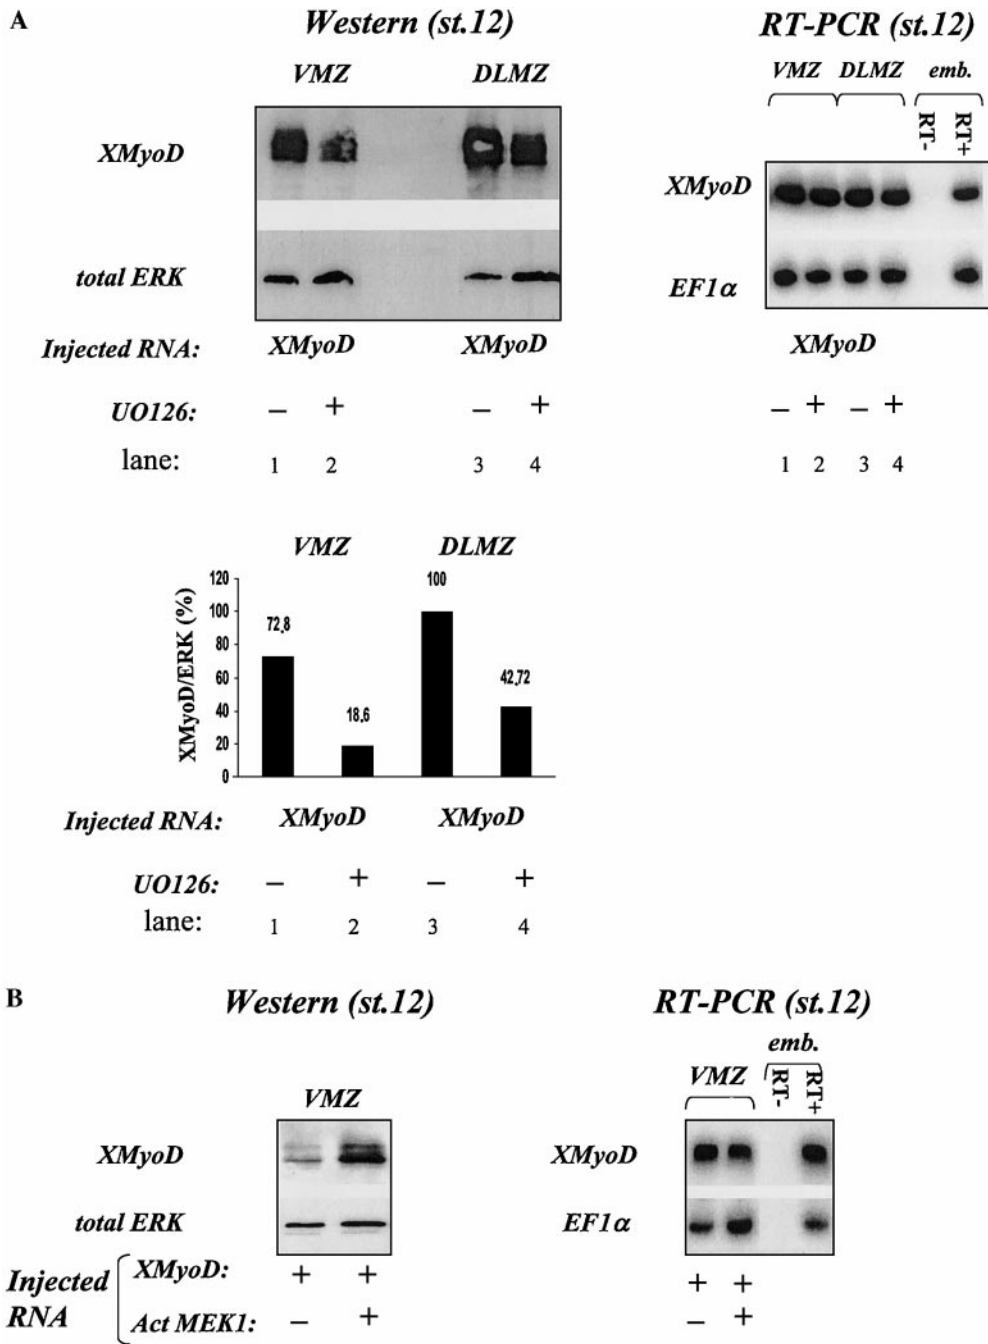 A
Western (st.12)
RT-PCR (st.12)
VMZ DLMZ
VMZ DLMZ emb.
RT- RT+
XMyoD
total ERK
XMyoD
EF1α
Injected RNA: XMyoD XMyoD
UO126: – + – +
lane: 1 2 3 4
XMyoD
– + – +
1 2 3 4
VMZ DLMZ
XMyoD/ERK (%)
120
100
80
60
40
20
0
72.8
18.6
100
42.72
Injected RNA: XMyoD XMyoD
UO126: – + – +
lane: 1 2 3 4
B
Western (st.12)
RT-PCR (st.12)
VMZ
emb.
VMZ RT- RT+
XMyoD
total ERK
XMyoD
EF1α
Injected RNA
XMyoD: + +
Act MEK1: – +
+ +
– +